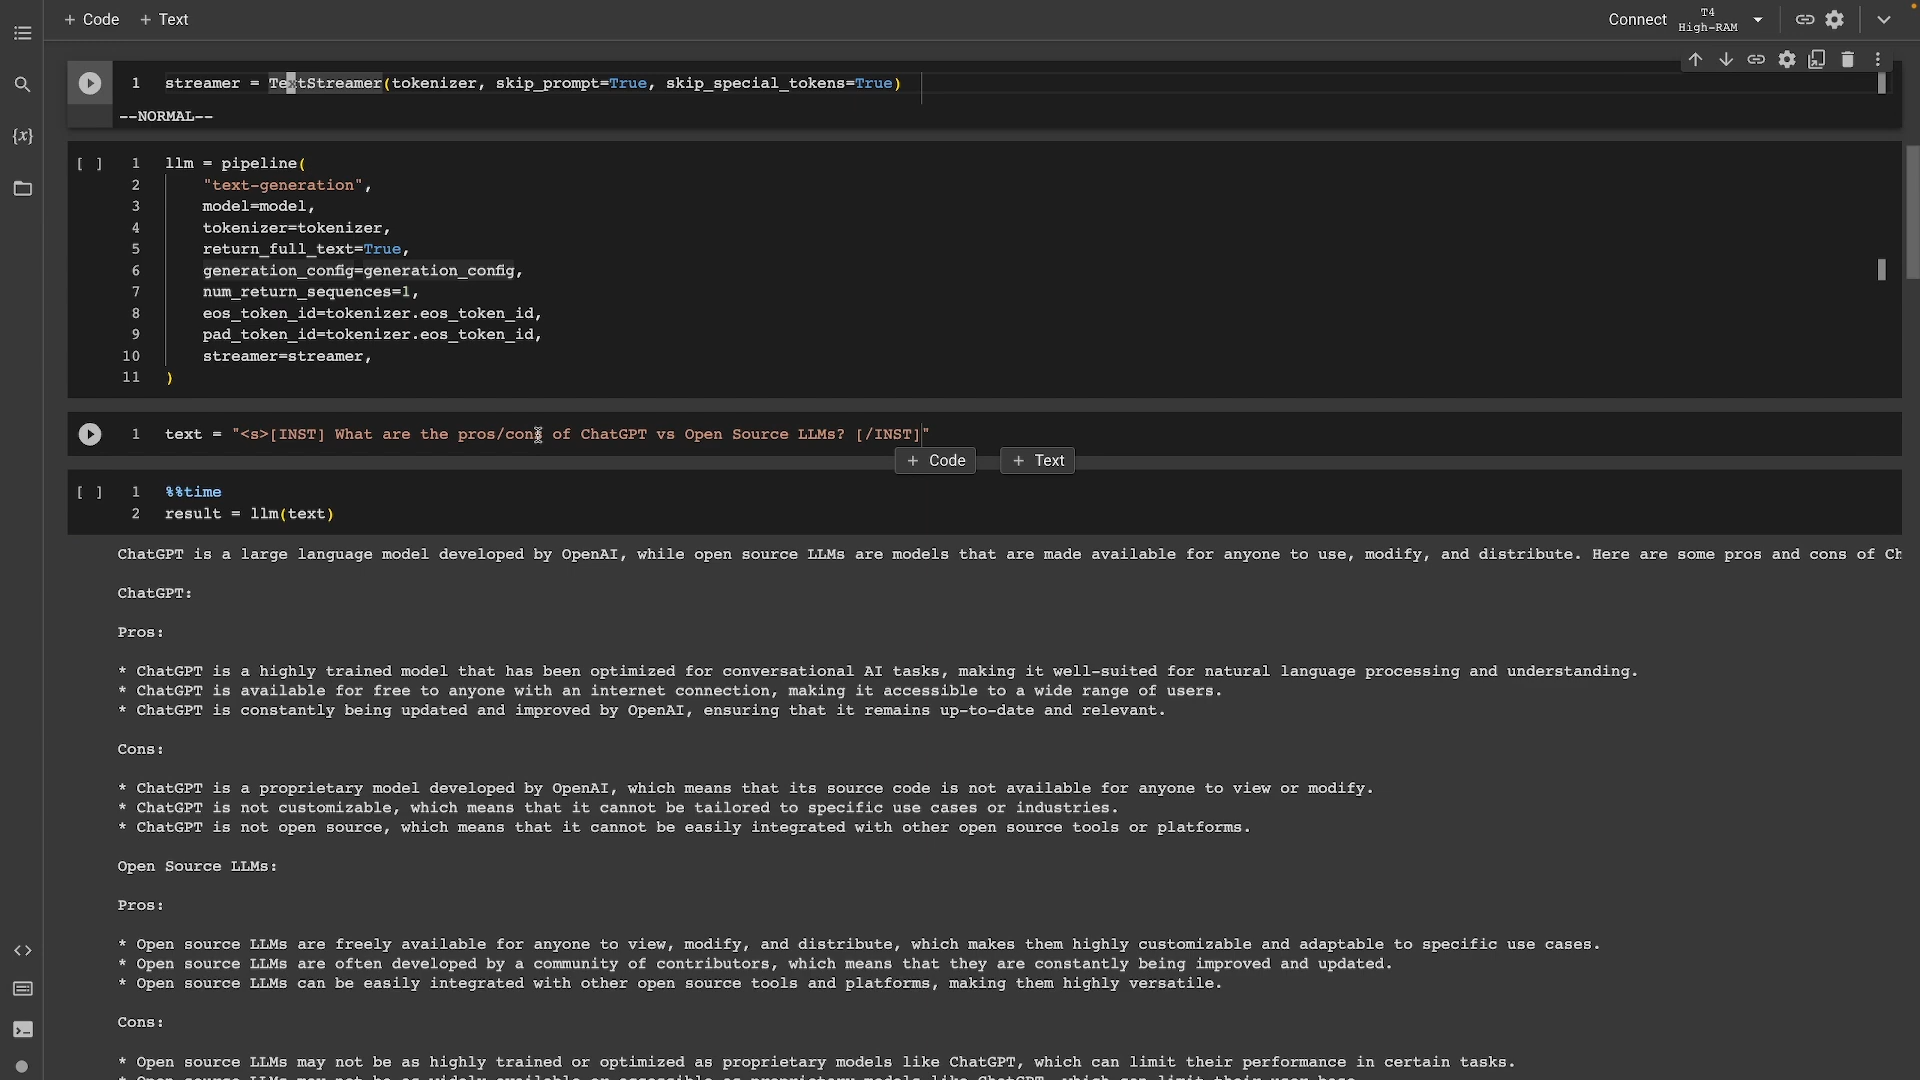 + Code + Text
Connect T4 High-RAM
1 streamer = TextStreamer(tokenizer, skip_prompt=True, skip_special_tokens=True)
--NORMAL--
[ ] 1 llm = pipeline(
2 "text-generation",
3 model=model,
4 tokenizer=tokenizer,
5 return_full_text=True,
6 generation_config=generation_config,
7 num_return_sequences=1,
8 eos_token_id=tokenizer.eos_token_id,
9 pad_token_id=tokenizer.eos_token_id,
10 streamer=streamer,
11 )
1 text = "<s>[INST] What are the pros/cons of ChatGPT vs Open Source LLMs? [/INST]"
+ Code + Text
[ ] 1 %%time
2 result = llm(text)
ChatGPT is a large language model developed by OpenAI, while open source LLMs are models that are made available for anyone to use, modify, and distribute. Here are some pros and cons of Ch
ChatGPT:
Pros:
* ChatGPT is a highly trained model that has been optimized for conversational AI tasks, making it well-suited for natural language processing and understanding.
* ChatGPT is available for free to anyone with an internet connection, making it accessible to a wide range of users.
* ChatGPT is constantly being updated and improved by OpenAI, ensuring that it remains up-to-date and relevant.
Cons:
* ChatGPT is a proprietary model developed by OpenAI, which means that its source code is not available for anyone to view or modify.
* ChatGPT is not customizable, which means that it cannot be tailored to specific use cases or industries.
* ChatGPT is not open source, which means that it cannot be easily integrated with other open source tools or platforms.
Open Source LLMs:
Pros:
* Open source LLMs are freely available for anyone to view, modify, and distribute, which makes them highly customizable and adaptable to specific use cases.
* Open source LLMs are often developed by a community of contributors, which means that they are constantly being improved and updated.
* Open source LLMs can be easily integrated with other open source tools and platforms, making them highly versatile.
Cons:
* Open source LLMs may not be as highly trained or optimized as proprietary models like ChatGPT, which can limit their performance in certain tasks.